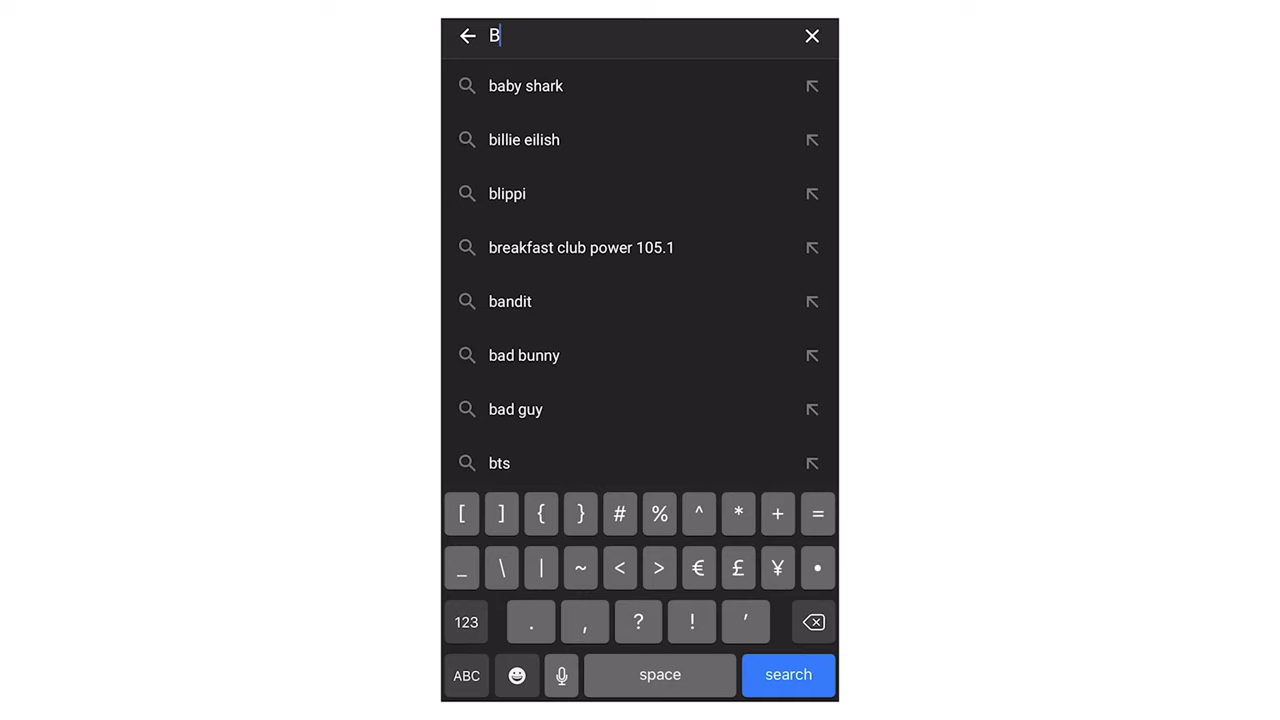 B
baby shark
billie eilish
blippi
breakfast club power 105.1
bandit
bad bunny
bad guy
bts
[ ] { } # % ^ * + =
_ \ | ~ < > € £ ¥ •
123 . , ? ! ′
ABC space search